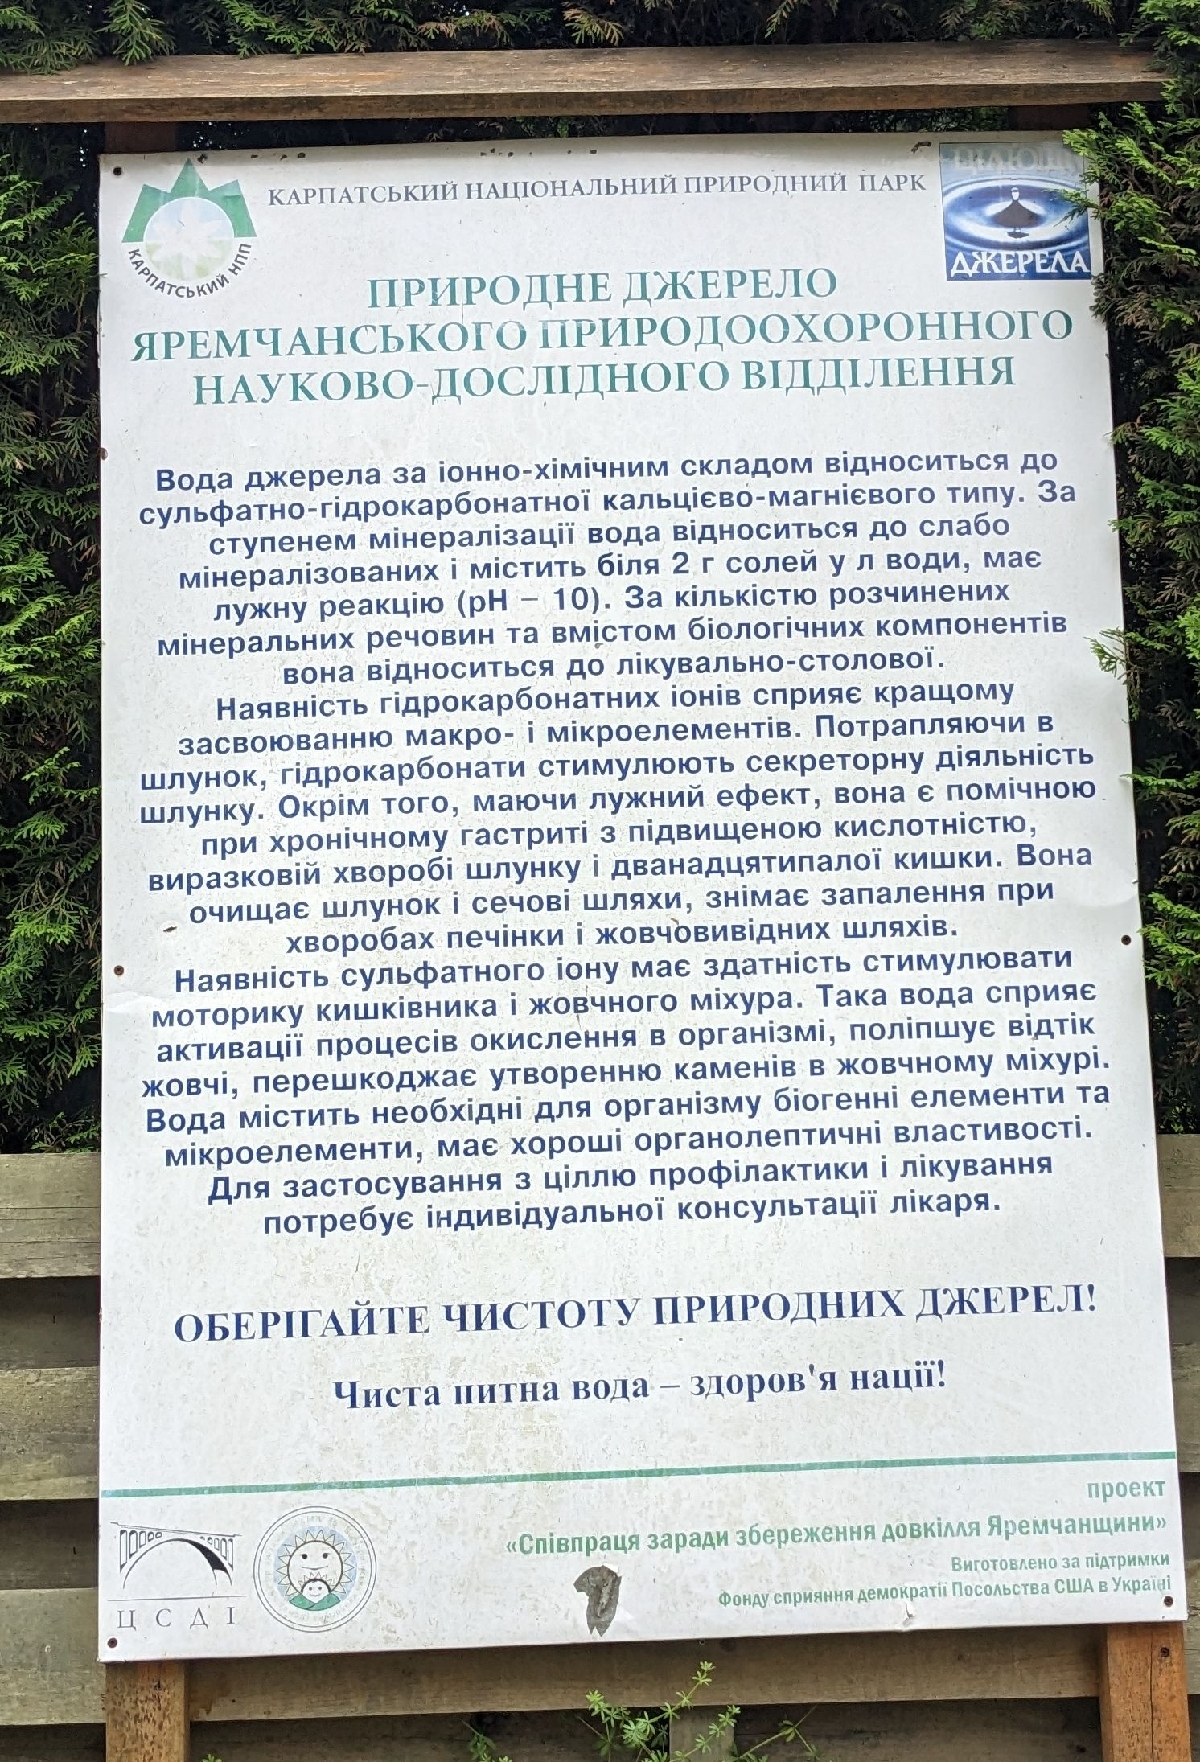 КАРПАТСЬКИЙ НАЦІОНАЛЬНИЙ ПРИРОДНИЙ ПАРК
КАРПАТСЬКИЙ НПП
ЦІЛЮЩІ
ДЖЕРЕЛА
ПРИРОДНЕ ДЖЕРЕЛО
ЯРЕМЧАНСЬКОГО ПРИРОДООХОРОННОГО
НАУКОВО-ДОСЛІДНОГО ВІДДІЛЕННЯ
Вода джерела за іонно-хімічним складом відноситься до
сульфатно-гідрокарбонатної кальцієво-магнієвого типу. За
ступенем мінералізації вода відноситься до слабо
мінералізованих і містить біля 2 г солей у л води, має
лужну реакцію (рН – 10). За кількістю розчинених
мінеральних речовин та вмістом біологічних компонентів
вона відноситься до лікувально-столової.
Наявність гідрокарбонатних іонів сприяє кращому
засвоюванню макро- і мікроелементів. Потрапляючи в
шлунок, гідрокарбонати стимулюють секреторну діяльність
шлунку. Окрім того, маючи лужний ефект, вона є помічною
при хронічному гастриті з підвищеною кислотністю,
виразковій хворобі шлунку і дванадцятипалої кишки. Вона
очищає шлунок і сечові шляхи, знімає запалення при
хворобах печінки і жовчовивідних шляхів.
Наявність сульфатного іону має здатність стимулювати
моторику кишківника і жовчного міхура. Така вода сприяє
активації процесів окислення в організмі, поліпшує відтік
жовчі, перешкоджає утворенню каменів в жовчному міхурі.
Вода містить необхідні для організму біогенні елементи та
мікроелементи, має хороші органолептичні властивості.
Для застосування з ціллю профілактики і лікування
потребує індивідуальної консультації лікаря.
ОБЕРІГАЙТЕ ЧИСТОТУ ПРИРОДНИХ ДЖЕРЕЛ!
Чиста питна вода – здоров'я нації!
проект
«Співпраця заради збереження довкілля Яремчанщини»
Виготовлено за підтримки
Фонду сприяння демократії Посольства США в Україні
ЦСДІ